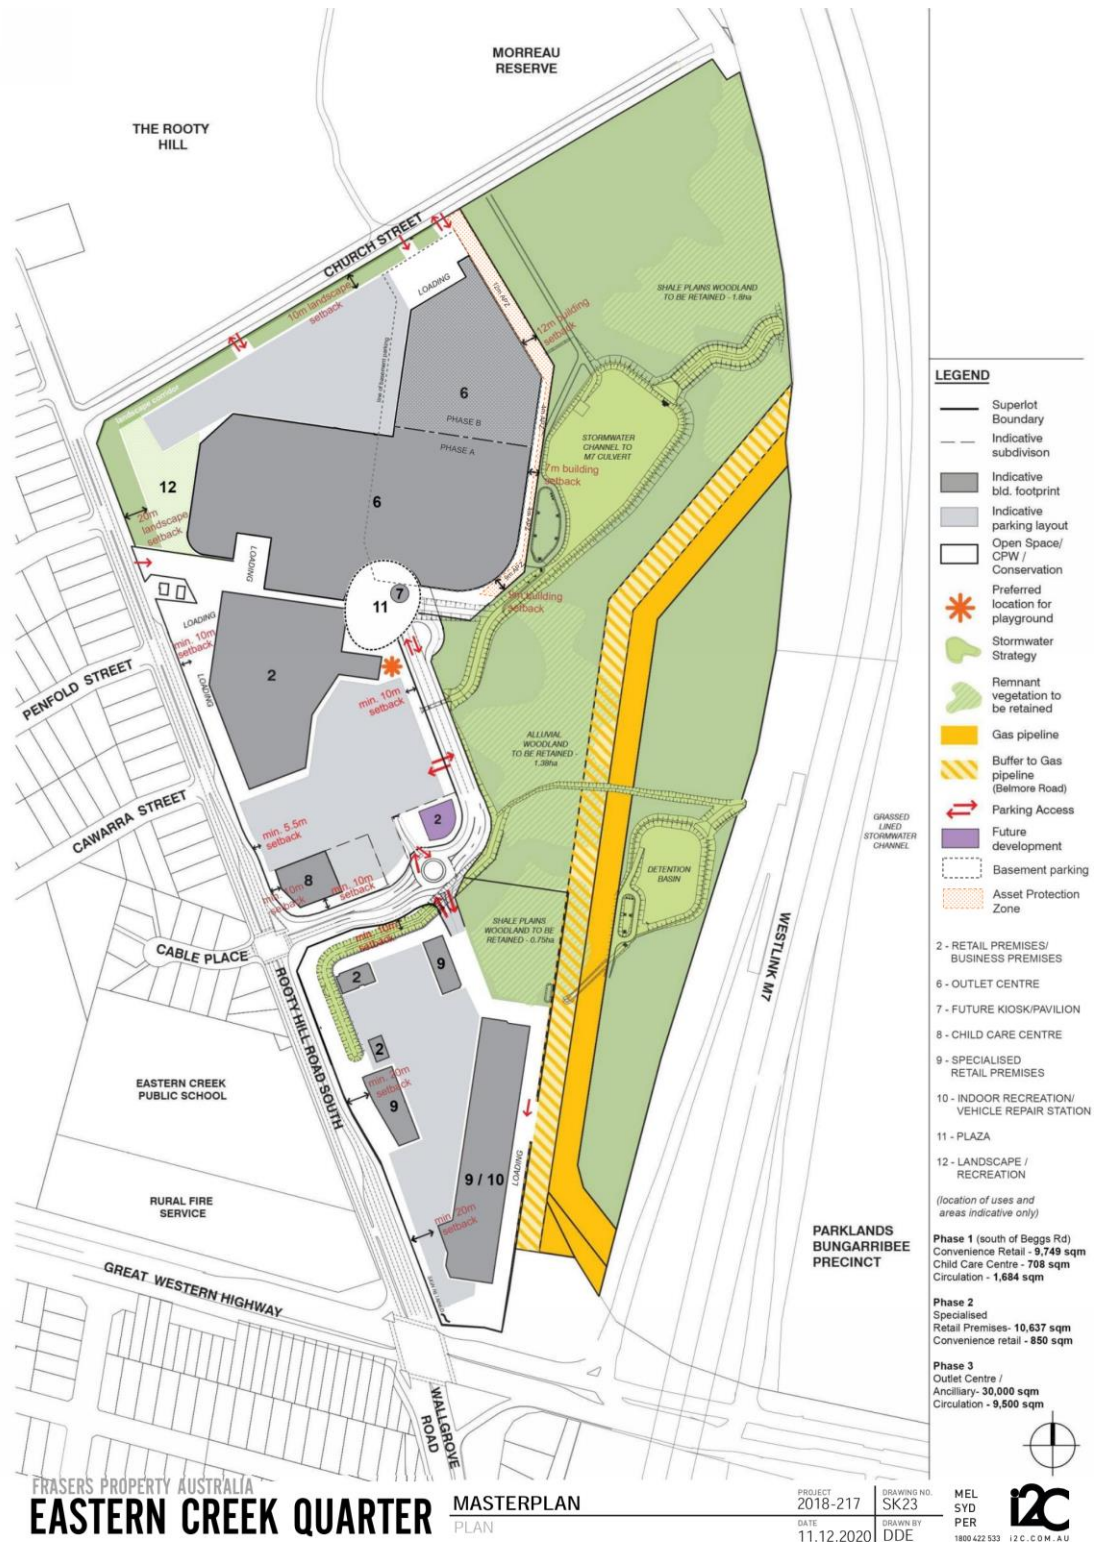 MORREAU
RESERVE
THE ROOTY
HILL
CHURCH STREET
LOADING
10m landscape
setback
landscape corridor
12m APZ
12m building
setback
SHALE PLAINS WOODLAND
TO BE RETAINED - 1.8ha
6
PHASE B
PHASE A
STORMWATER
CHANNEL TO
M7 CULVERT
7m building
setback
12
20m
landscape
setback
6
LOADING
7
11
9m APZ
9m building
setback
LOADING
min. 10m
setback
LOADING
2
min. 10m
setback
PENFOLD STREET
ALLUVIAL
WOODLAND
TO BE RETAINED -
1.38ha
CAWARRA STREET
min. 5.5m
setback
2
GRASSED
LINED
STORMWATER
CHANNEL
8
min. 10m
setback
min. 10m
setback
DETENTION
BASIN
SHALE PLAINS
WOODLAND TO BE
RETAINED - 0.75ha
min. 10m
setback
CABLE PLACE
9
2
WESTLINK M7
ROOTY HILL ROAD SOUTH
2
min. 20m
setback
9
EASTERN CREEK
PUBLIC SCHOOL
LOADING
9 / 10
min. 20m
setback
RURAL FIRE
SERVICE
PARKLANDS
BUNGARRIBEE
PRECINCT
GREAT WESTERN HIGHWAY
WALLGROVE
ROAD
LEGEND
Superlot
Boundary
Indicative
subdivison
Indicative
bld. footprint
Indicative
parking layout
Open Space/
CPW /
Conservation
Preferred
location for
playground
Stormwater
Strategy
Remnant
vegetation to
be retained
Gas pipeline
Buffer to Gas
pipeline
(Belmore Road)
Parking Access
Future
development
Basement parking
Asset Protection
Zone
2 - RETAIL PREMISES/
BUSINESS PREMISES
6 - OUTLET CENTRE
7 - FUTURE KIOSK/PAVILION
8 - CHILD CARE CENTRE
9 - SPECIALISED
RETAIL PREMISES
10 - INDOOR RECREATION/
VEHICLE REPAIR STATION
11 - PLAZA
12 - LANDSCAPE /
RECREATION
(location of uses and
areas indicative only)
Phase 1 (south of Beggs Rd)
Convenience Retail - 9,749 sqm
Child Care Centre - 708 sqm
Circulation - 1,684 sqm
Phase 2
Specialised
Retail Premises- 10,637 sqm
Convenience retail - 850 sqm
Phase 3
Outlet Centre /
Ancilliary- 30,000 sqm
Circulation - 9,500 sqm
FRASERS PROPERTY AUSTRALIA
EASTERN CREEK QUARTER
MASTERPLAN
PLAN
PROJECT
2018-217
DRAWING NO.
SK23
DATE
11.12.2020
DRAWN BY
DDE
MEL
SYD
PER
1800 422 533
i2C
I2C.COM.AU